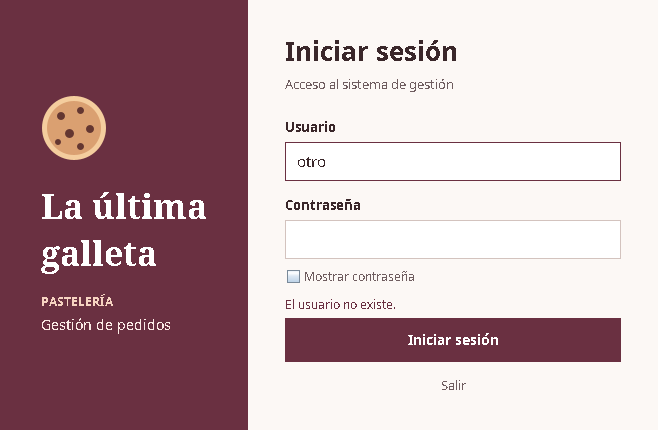 La última
galleta
PASTELERÍA
Gestión de pedidos
Iniciar sesión
Acceso al sistema de gestión
Usuario
otro
Contraseña
Mostrar contraseña
El usuario no existe.
Iniciar sesión
Salir